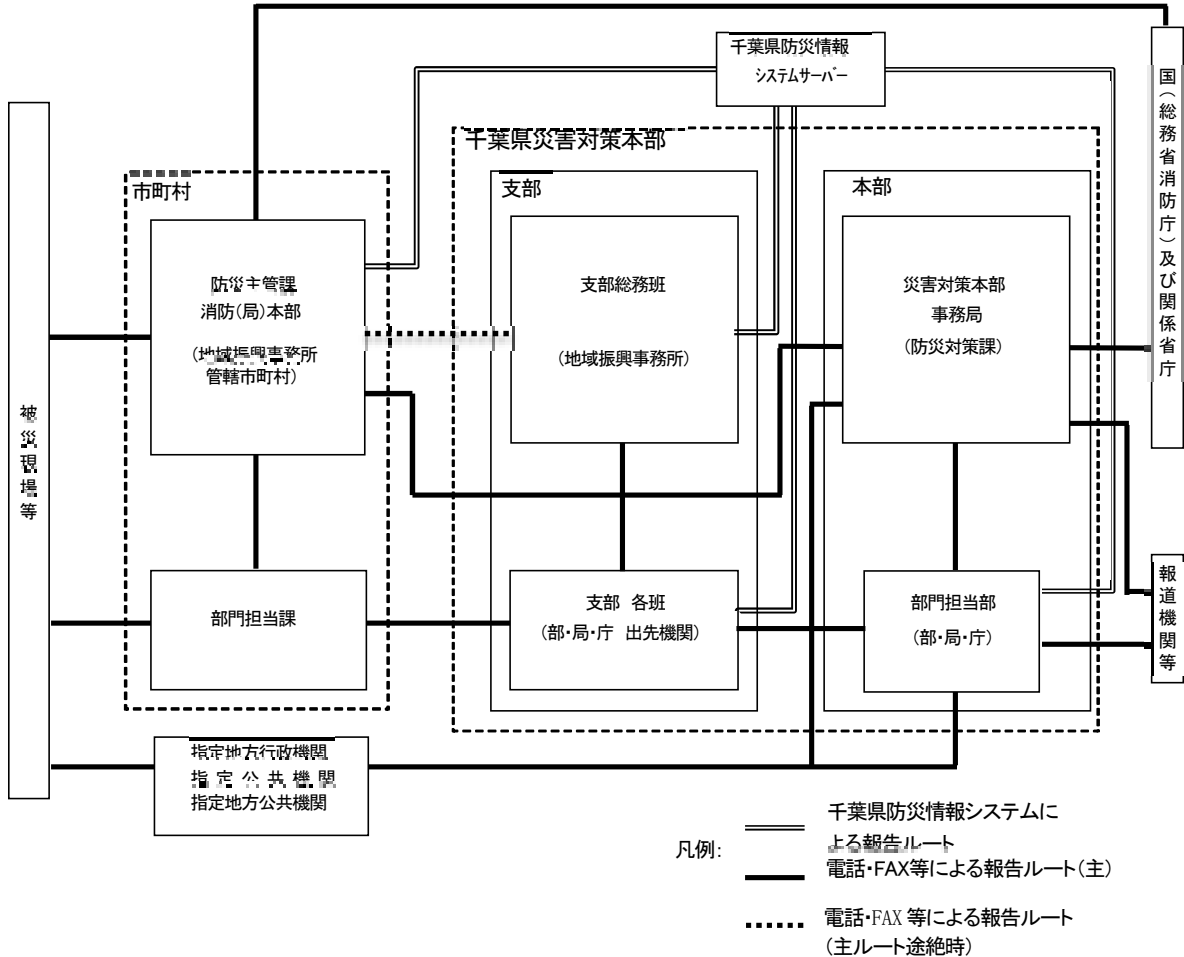 千葉県防災情報
システムサーバー
国(総務省消防庁)及び関係省庁
千葉県災害対策本部
市町村
支部
本部
防災主管課
消防(局)本部
(地域振興事務所
管轄市町村)
支部総務班
(地域振興事務所)
災害対策本部
事務局
(防災対策課)
被災現場等
部門担当課
支部 各班
(部・局・庁 出先機関)
部門担当部
(部・局・庁)
報道機関等
指定地方行政機関
指定公共機関
指定地方公共機関
凡例:
千葉県防災情報システムに
よる報告ルート
電話・FAX等による報告ルート(主)
電話・FAX 等による報告ルート
(主ルート途絶時)